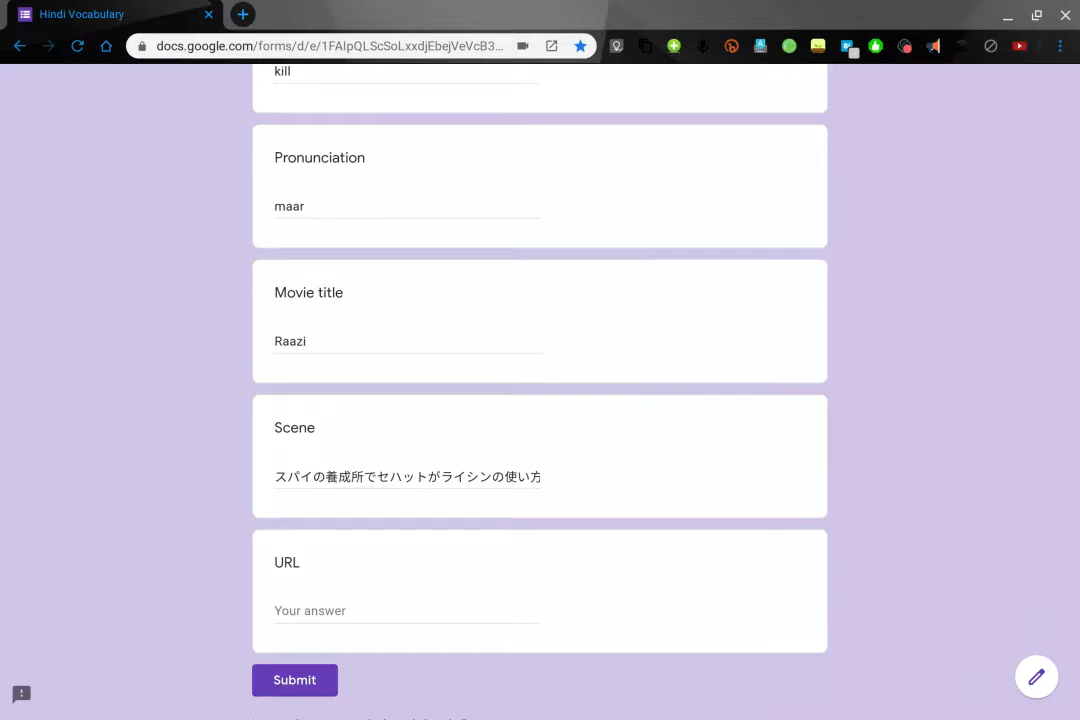 Hindi Vocabulary
docs.google.com/forms/d/e/1FAIpQLScSoLxxdjEbejVeVcB3...
kill
Pronunciation
maar
Movie title
Raazi
Scene
スパイの養成所でセハットがライシンの使い方
URL
Your answer
Submit